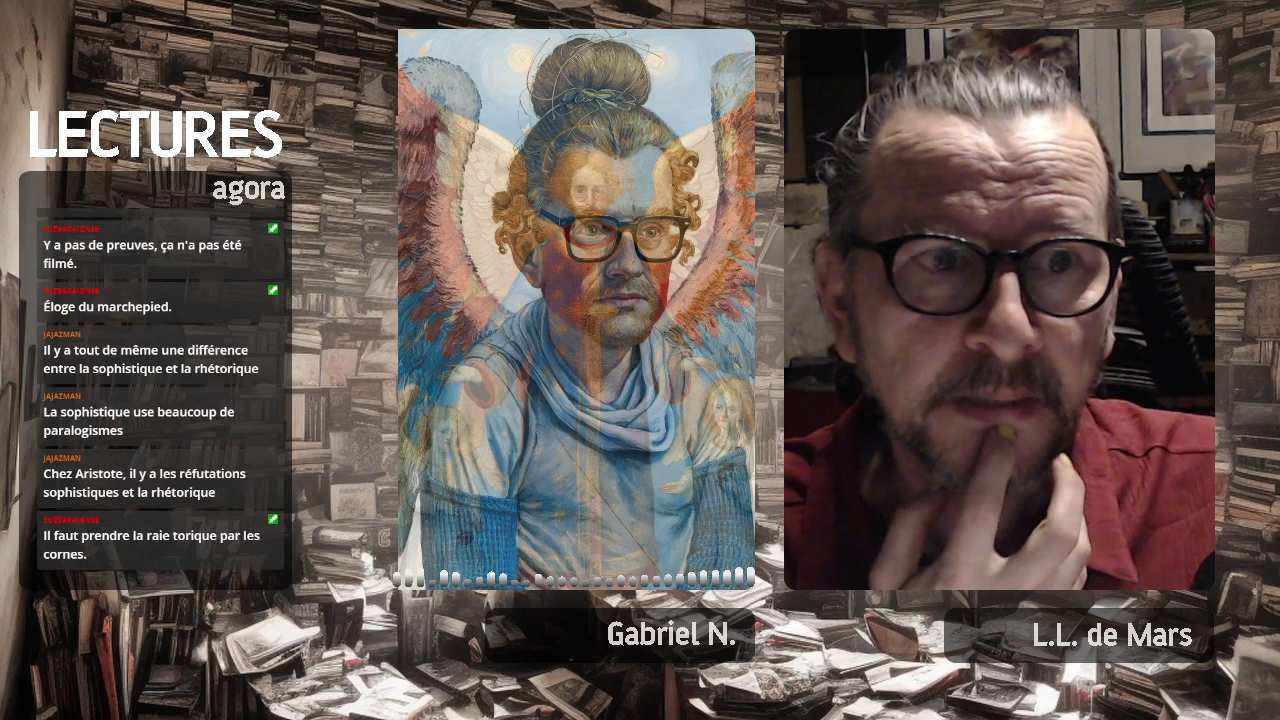 LECTURES
agora
Y a pas de preuves, ça n'a pas été
filmé.
Éloge du marchepied.
JAJAZMAN
Il y a tout de même une différence
entre la sophistique et la rhétorique
JAJAZMAN
La sophistique use beaucoup de
paralogismes
JAJAZMAN
Chez Aristote, il y a les réfutations
sophistiques et la rhétorique
Il faut prendre la raie torique par les
cornes.
Gabriel N.
L.L. de Mars